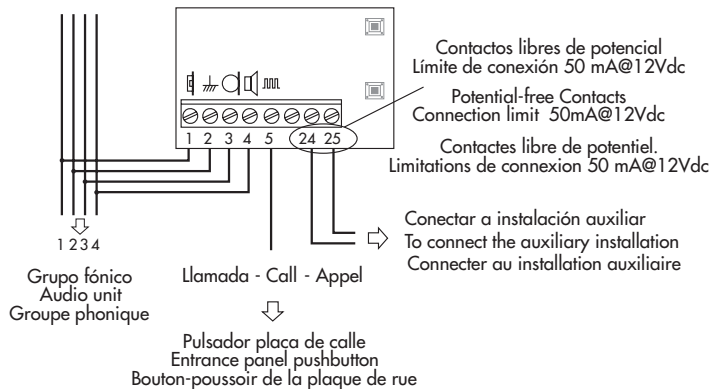 Contactos libres de potencial
Límite de conexión 50 mA@12Vdc
Potential-free Contacts
Connection limit 50mA@12Vdc
Contactes libre de potentiel.
Limitations de connexion 50 mA@12Vdc
1 2 3 4 5 24 25
Conectar a instalación auxiliar
To connect the auxiliary installation
Connecter au installation auxiliaire
1 2 3 4
Grupo fónico
Audio unit
Groupe phonique
Llamada - Call - Appel
Pulsador placa de calle
Entrance panel pushbutton
Bouton-poussoir de la plaque de rue